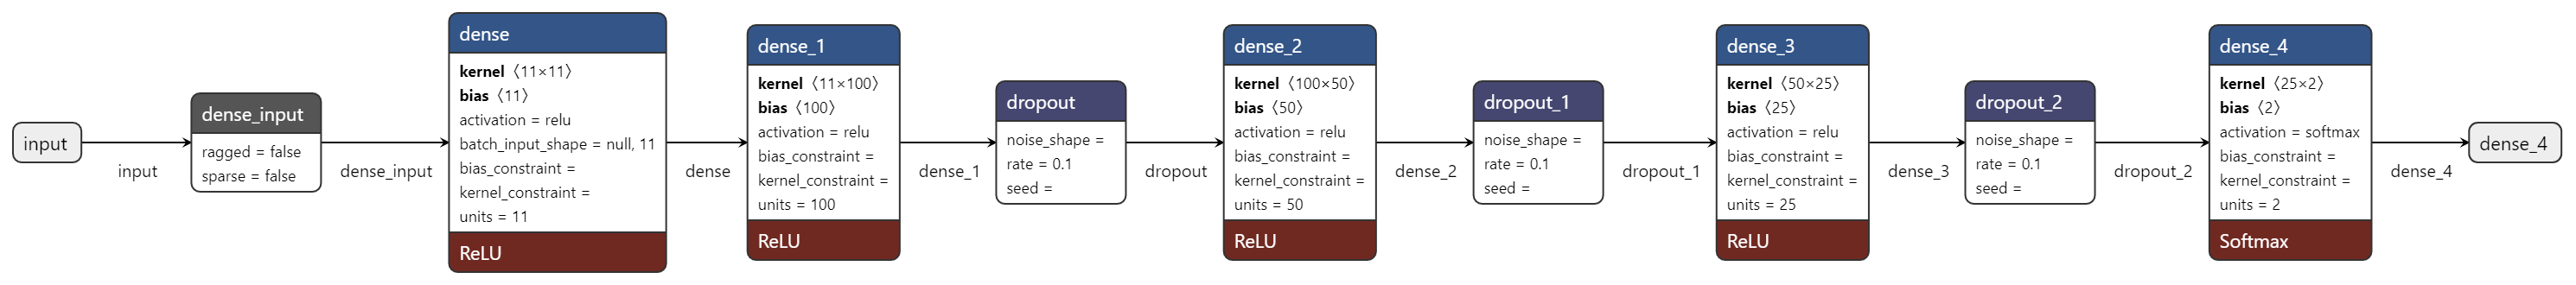 input
input
dense_input
ragged = false
sparse = false
dense_input
dense
kernel 〈11×11〉
bias 〈11〉
activation = relu
batch_input_shape = null, 11
bias_constraint =
kernel_constraint =
units = 11
ReLU
dense
dense_1
kernel 〈11×100〉
bias 〈100〉
activation = relu
bias_constraint =
kernel_constraint =
units = 100
ReLU
dense_1
dropout
noise_shape =
rate = 0.1
seed =
dropout
dense_2
kernel 〈100×50〉
bias 〈50〉
activation = relu
bias_constraint =
kernel_constraint =
units = 50
ReLU
dense_2
dropout_1
noise_shape =
rate = 0.1
seed =
dropout_1
dense_3
kernel 〈50×25〉
bias 〈25〉
activation = relu
bias_constraint =
kernel_constraint =
units = 25
ReLU
dense_3
dropout_2
noise_shape =
rate = 0.1
seed =
dropout_2
dense_4
kernel 〈25×2〉
bias 〈2〉
activation = softmax
bias_constraint =
kernel_constraint =
units = 2
Softmax
dense_4
dense_4